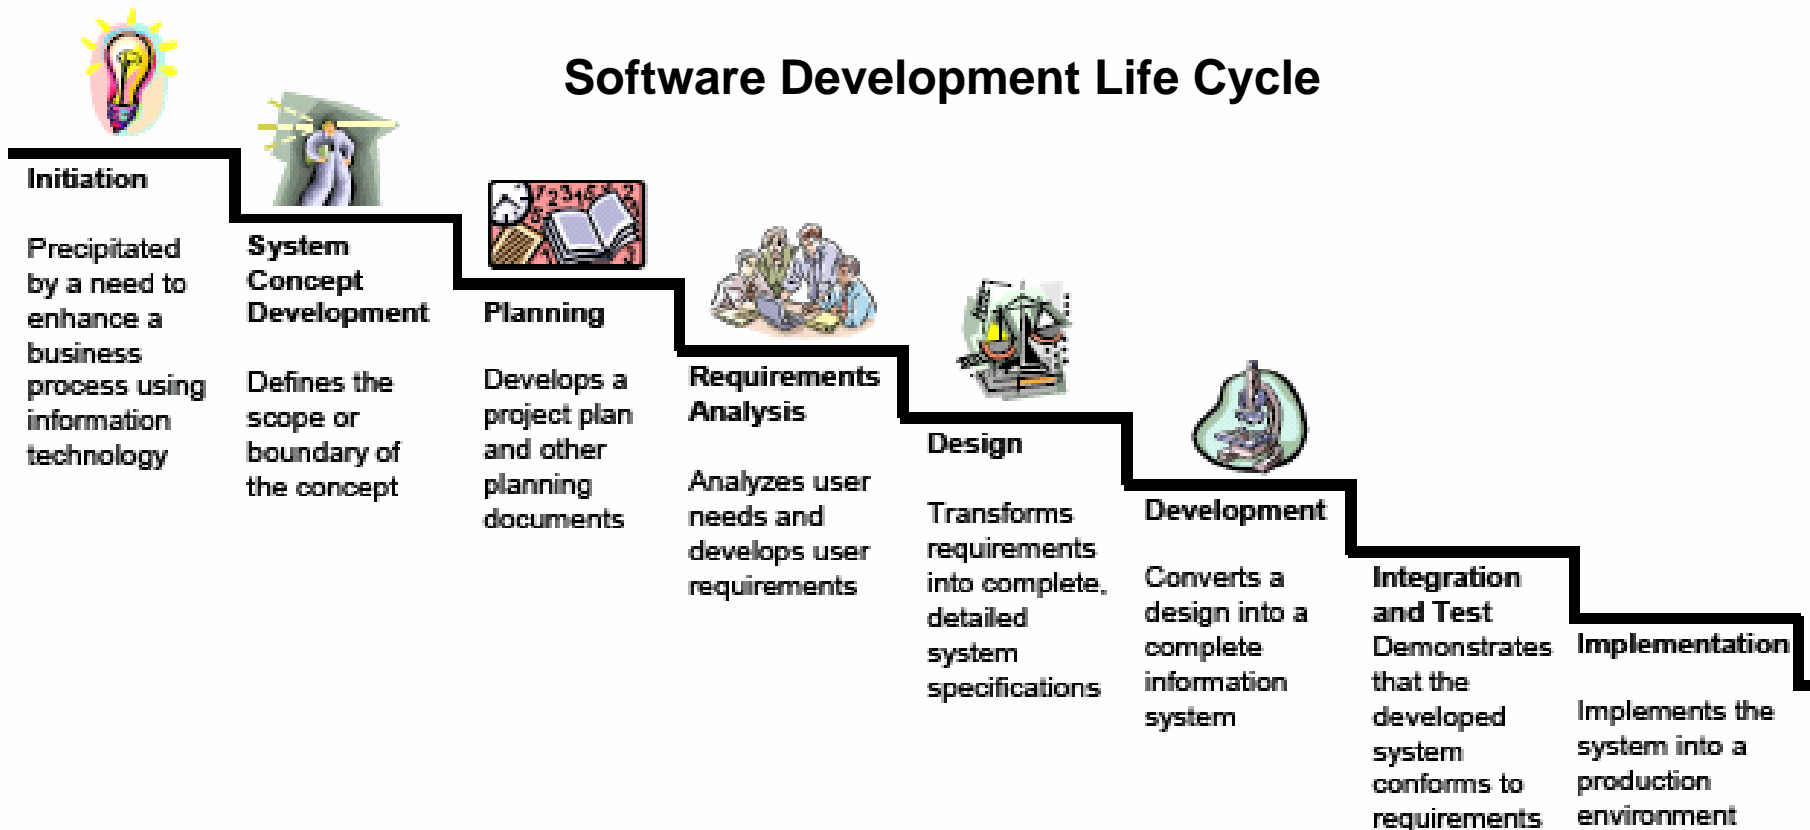 Software Development Life Cycle
Initiation
Precipitated
by a need to
enhance a
business
process using
information
technology
System
Concept
Development
Defines the
scope or
boundary of
the concept
Planning
Develops a
project plan
and other
planning
documents
Requirements
Analysis
Analyzes user
needs and
develops user
requirements
Design
Transforms
requirements
into complete,
detailed
system
specifications
Development
Converts a
design into a
complete
information
system
Integration
and Test
Demonstrates
that the
developed
system
conforms to
requirements
Implementation
Implements the
system into a
production
environment